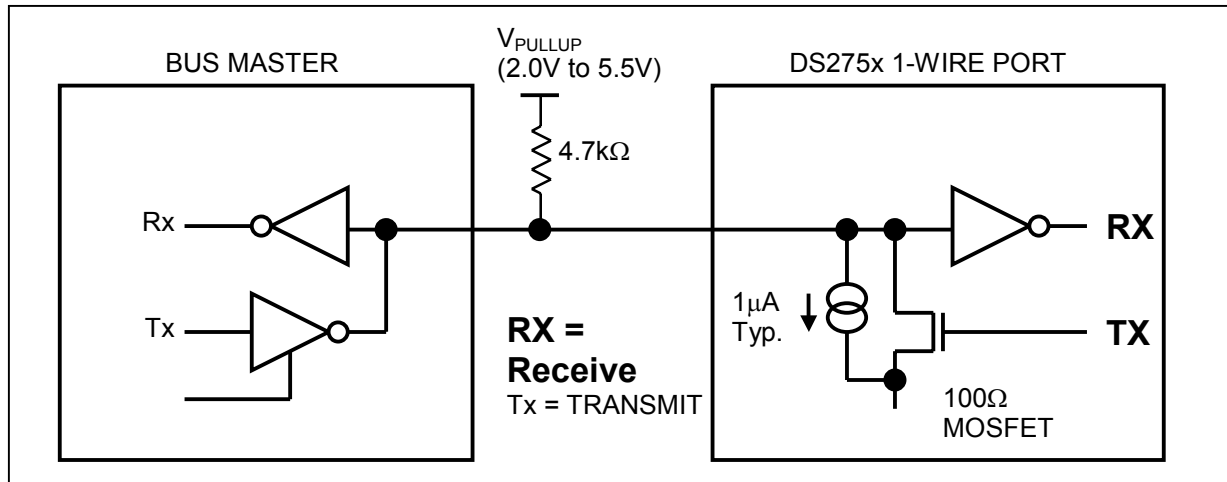 BUS MASTER
V_PULLUP
(2.0V to 5.5V)
DS275x 1-WIRE PORT
4.7kΩ
Rx
RX
Tx
1μA
Typ.
TX
RX =
Receive
Tx = TRANSMIT
100Ω
MOSFET